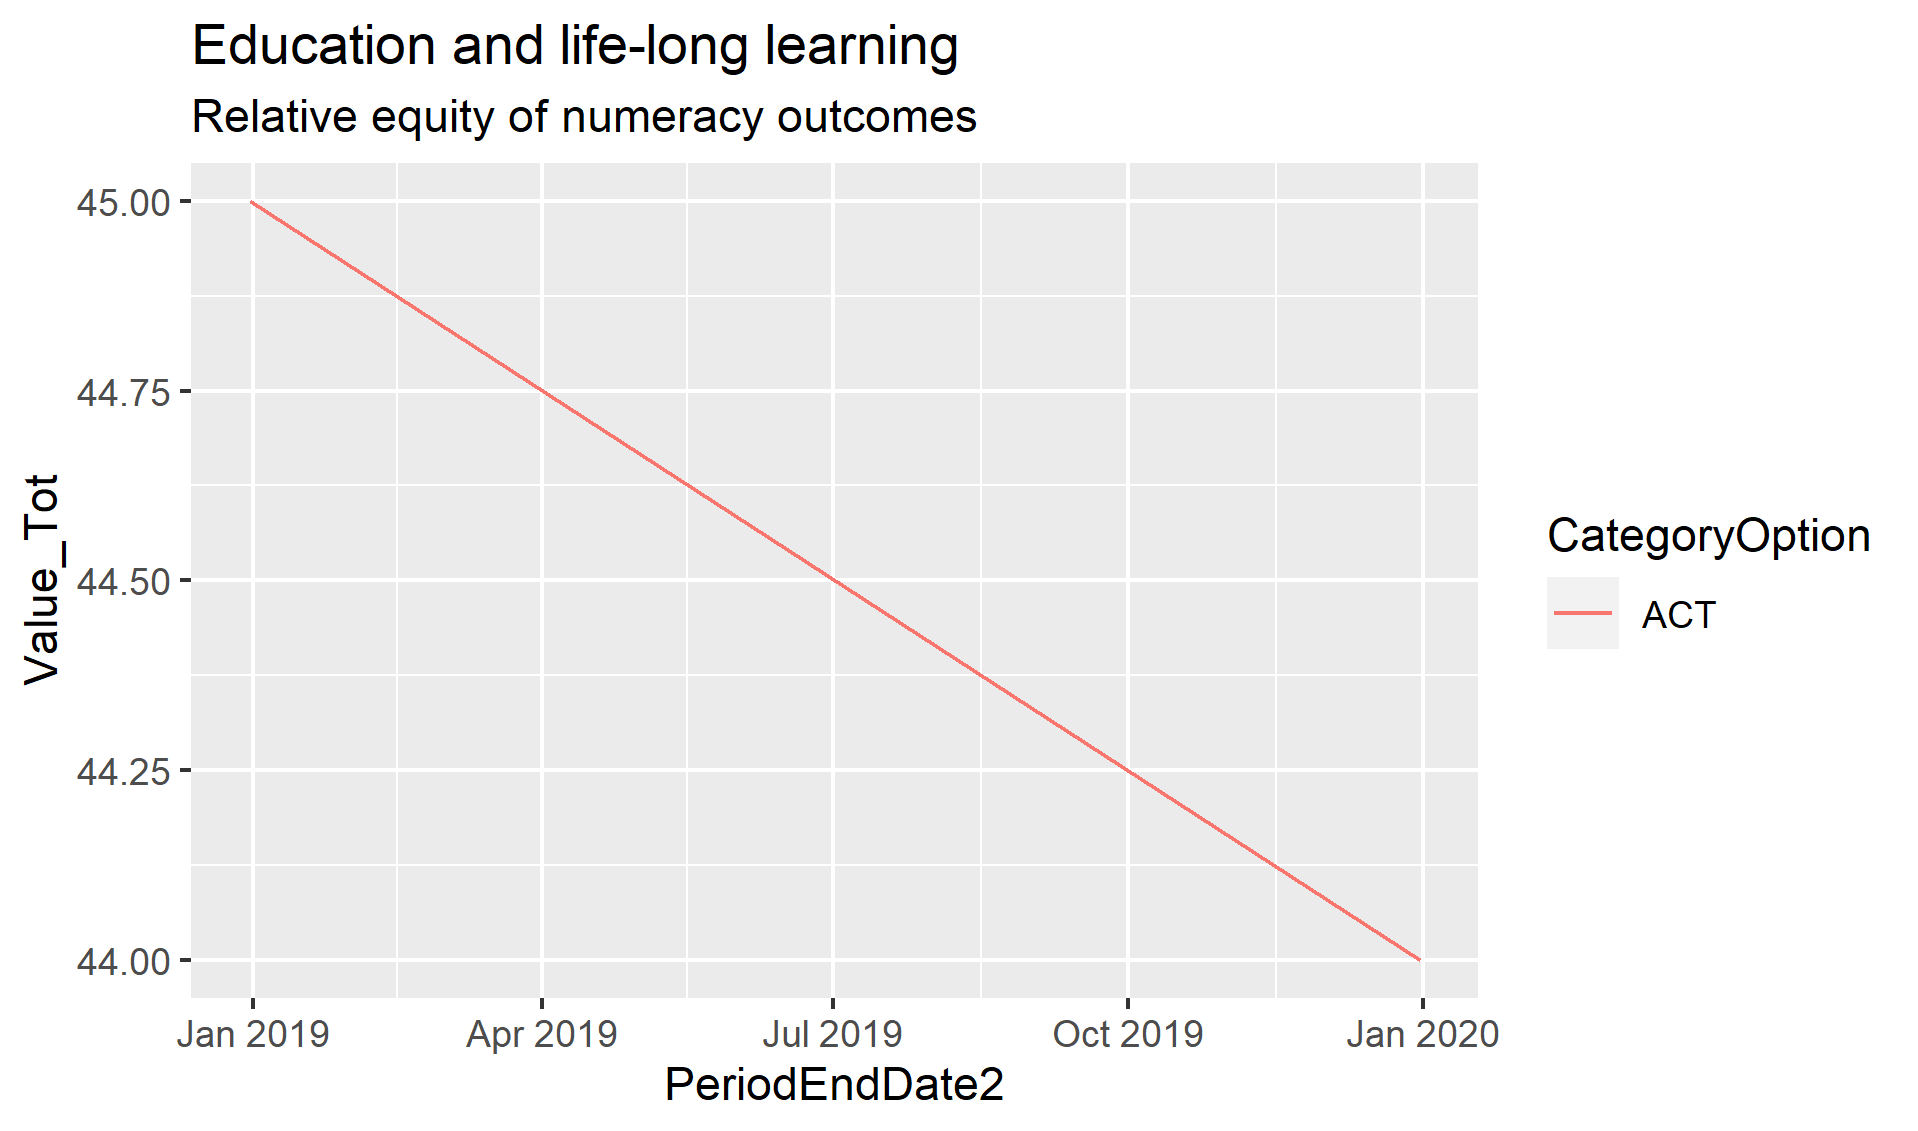 Education and life-long learning
Relative equity of numeracy outcomes
45.00
44.75
44.50
44.25
44.00
Value_Tot
Jan 2019
Apr 2019
Jul 2019
Oct 2019
Jan 2020
PeriodEndDate2
CategoryOption
ACT